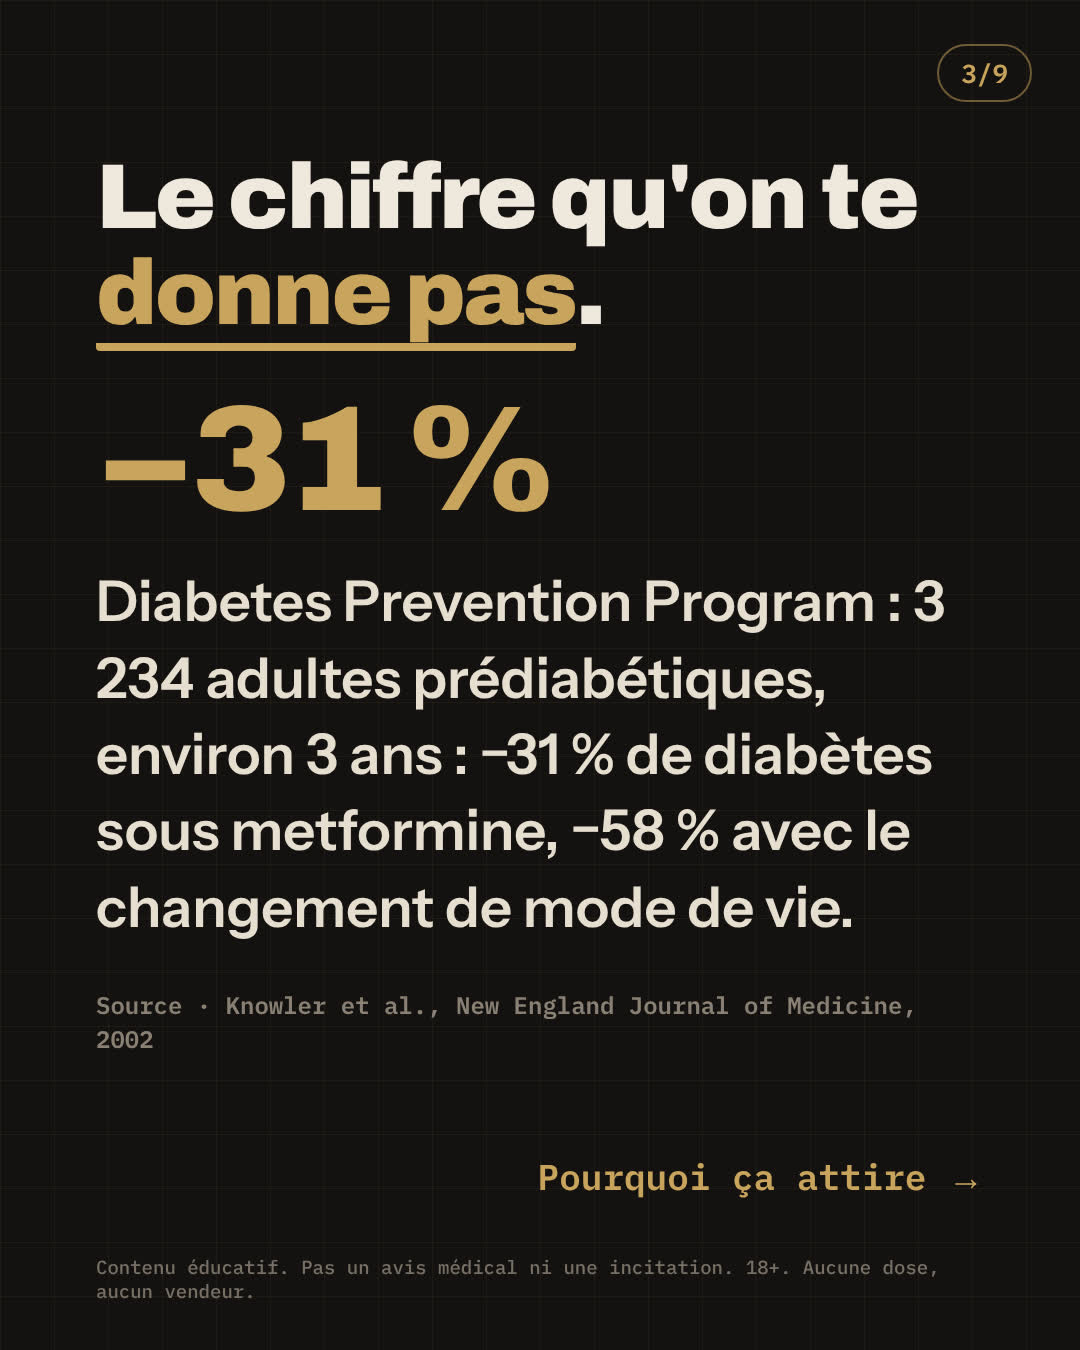 3/9
Le chiffre qu'on te
donne pas.
−31 %
Diabetes Prevention Program : 3
234 adultes prédiabétiques,
environ 3 ans : −31 % de diabètes
sous metformine, −58 % avec le
changement de mode de vie.
Source · Knowler et al., New England Journal of Medicine,
2002
Pourquoi ça attire →
Contenu éducatif. Pas un avis médical ni une incitation. 18+. Aucune dose,
aucun vendeur.